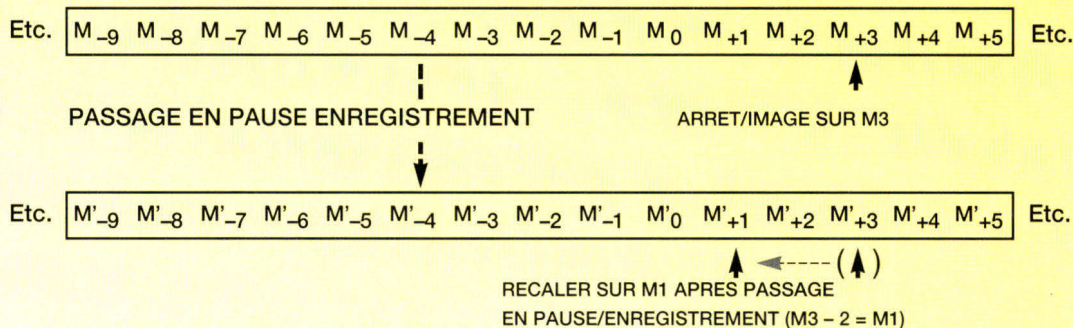 Etc. M–9 M–8 M–7 M–6 M–5 M–4 M–3 M–2 M–1 M0 M+1 M+2 M+3 M+4 M+5 Etc.
PASSAGE EN PAUSE ENREGISTREMENT
ARRET/IMAGE SUR M3
Etc. M'–9 M'–8 M'–7 M'–6 M'–5 M'–4 M'–3 M'–2 M'–1 M'0 M'+1 M'+2 M'+3 M'+4 M'+5 Etc.
( )
RECALER SUR M1 APRES PASSAGE
EN PAUSE/ENREGISTREMENT (M3 – 2 = M1)